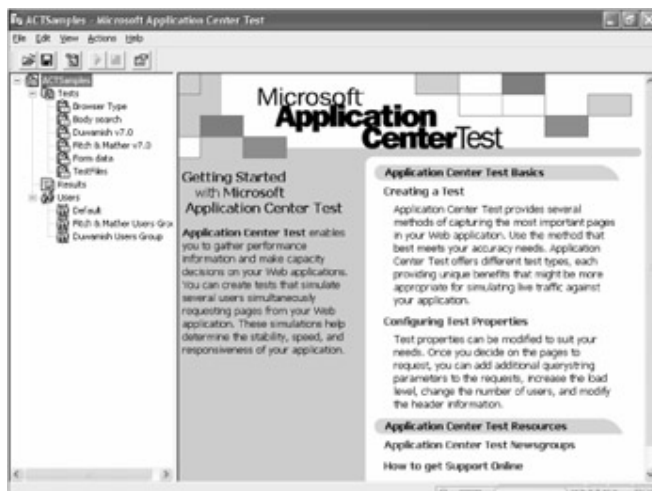 ACTSamples - Microsoft Application Center Test
File Edit View Actions Help
ACTSamples
Tests
Browser Type
Body search
Duwamish v7.0
Fitch & Mather v7.0
Form data
TestFiles
Results
Users
Default
Fitch & Mather Users Grou
Duwamish Users Group
Microsoft
Application
CenterTest
Getting Started
with Microsoft
Application Center Test
Application Center Test enables
you to gather performance
information and make capacity
decisions on your Web applications.
You can create tests that simulate
several users simultaneously
requesting pages from your Web
application. These simulations help
determine the stability, speed, and
responsiveness of your application.
Application Center Test Basics
Creating a Test
Application Center Test provides several
methods of capturing the most important pages
in your Web application. Use the method that
best meets your accuracy needs. Application
Center Test offers different test types, each
providing unique benefits that might be more
appropriate for simulating live traffic against
your application.
Configuring Test Properties
Test properties can be modified to suit your
needs. Once you decide on the pages to
request, you can add additional querystring
parameters to the requests, increase the load
level, change the number of users, and modify
the header information.
Application Center Test Resources
Application Center Test Newsgroups
How to get Support Online